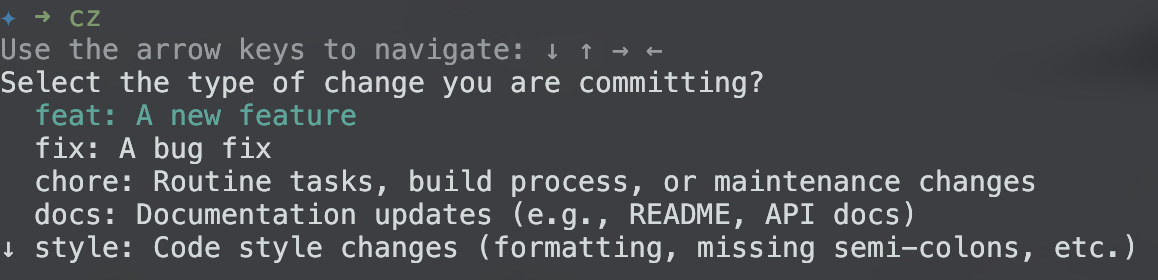 ✦ ➜ cz
Use the arrow keys to navigate: ↓ ↑ → ←
Select the type of change you are committing?
feat: A new feature
fix: A bug fix
chore: Routine tasks, build process, or maintenance changes
docs: Documentation updates (e.g., README, API docs)
↓ style: Code style changes (formatting, missing semi-colons, etc.)